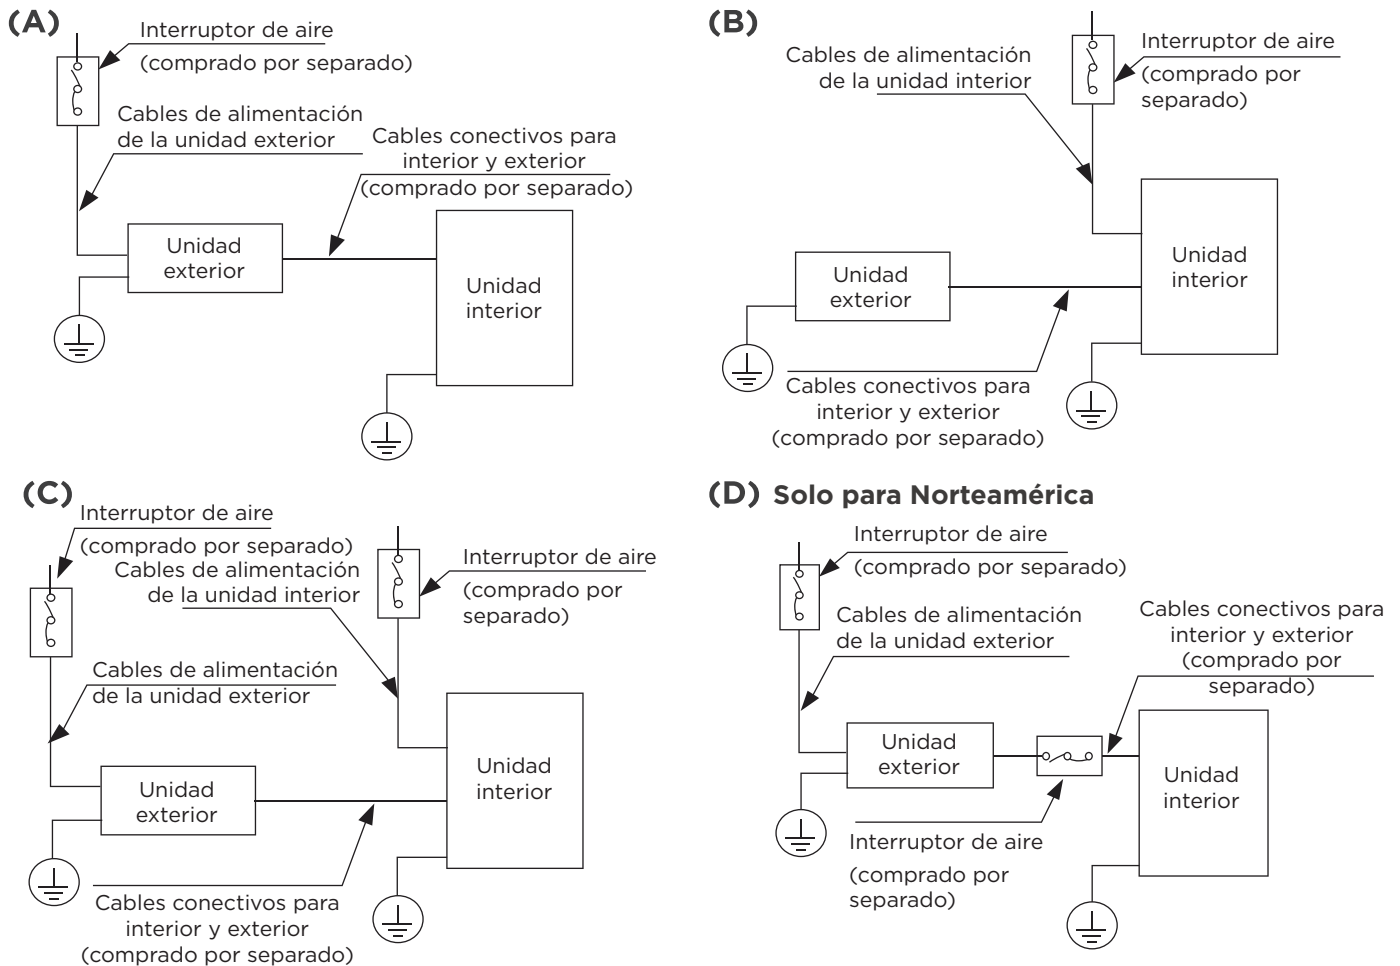 (A)
Interruptor de aire
(comprado por separado)
Cables de alimentación
de la unidad exterior
Cables conectivos para
interior y exterior
(comprado por separado)
Unidad
exterior
Unidad
interior
(B)
Cables de alimentación
de la unidad interior
Interruptor de aire
(comprado por
separado)
Unidad
interior
Unidad
exterior
Cables conectivos para
interior y exterior
(comprado por separado)
(C)
Interruptor de aire
(comprado por separado)
Cables de alimentación
de la unidad interior
Interruptor de aire
(comprado por
separado)
Cables de alimentación
de la unidad exterior
Unidad
exterior
Unidad
interior
Cables conectivos para
interior y exterior
(comprado por separado)
(D) Solo para Norteamérica
Interruptor de aire
(comprado por separado)
Cables de alimentación
de la unidad exterior
Cables conectivos para
interior y exterior
(comprado por
separado)
Unidad
exterior
Unidad
interior
Interruptor de aire
(comprado por
separado)